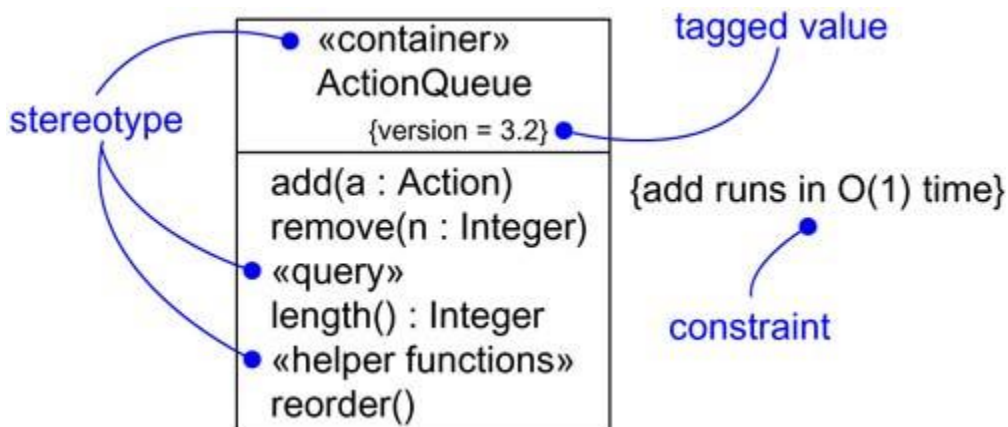 tagged value
«container»
ActionQueue
stereotype
{version = 3.2}
add(a : Action)
{add runs in O(1) time}
remove(n : Integer)
«query»
length() : Integer
constraint
«helper functions»
reorder()